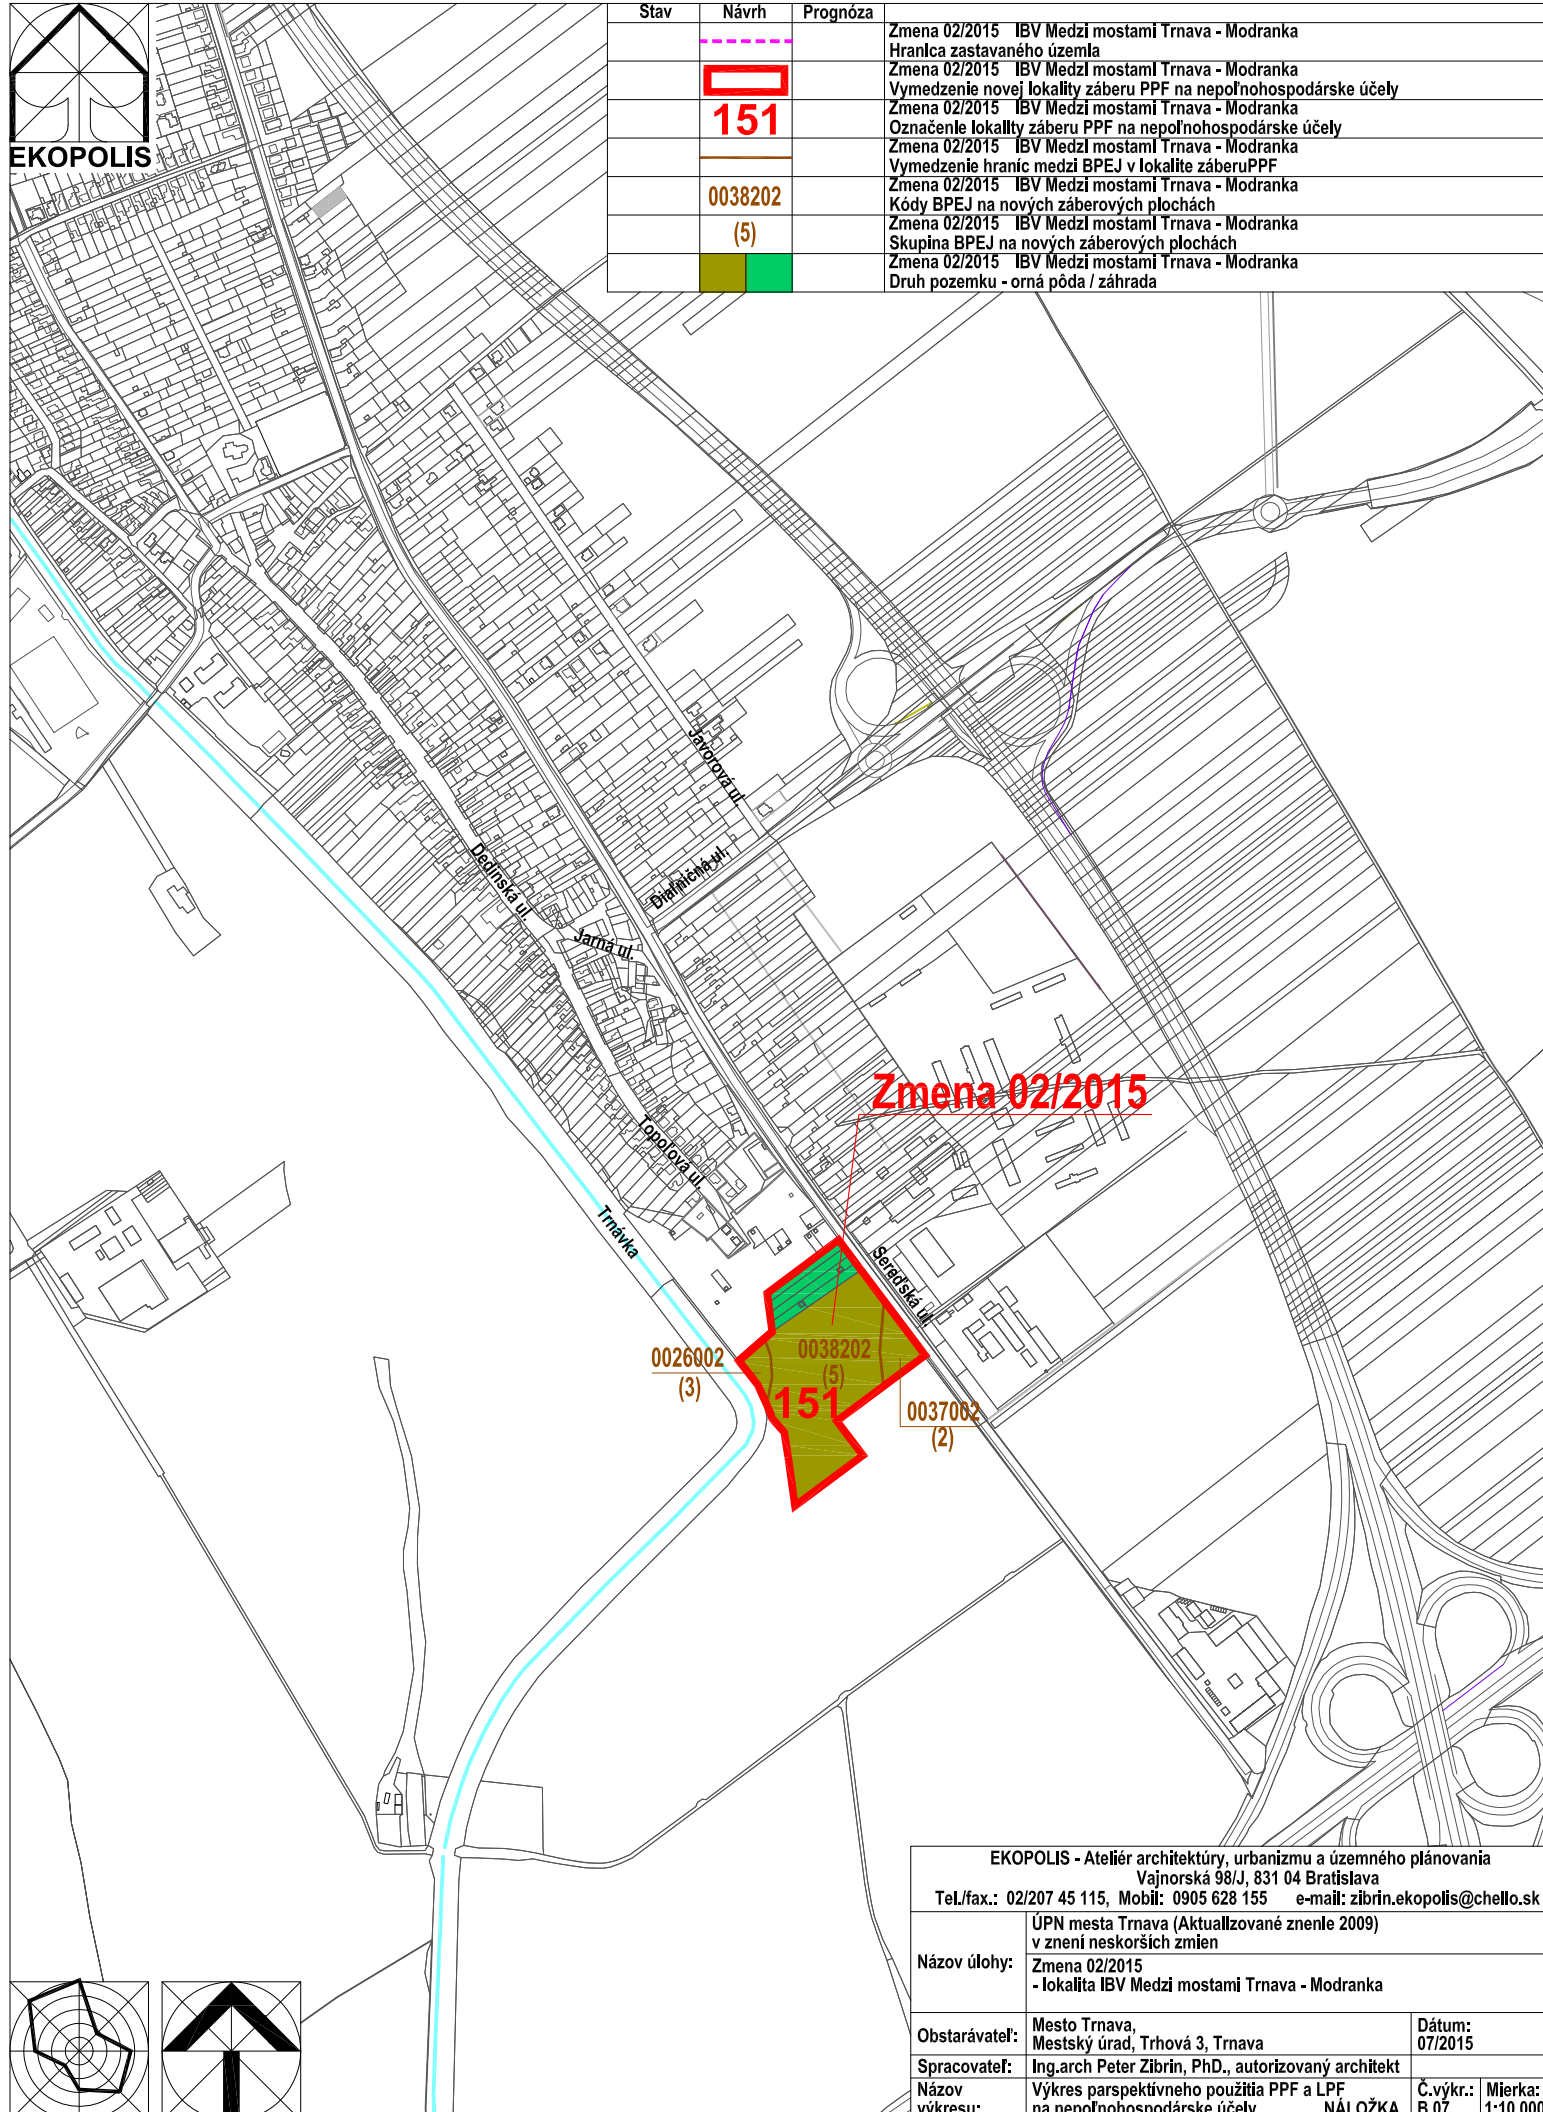 EKOPOLIS
Stav Návrh Prognóza
Zmena 02/2015 IBV Medzi mostami Trnava - Modranka
Hranica zastavaného územia
Zmena 02/2015 IBV Medzi mostami Trnava - Modranka
Vymedzenie novej lokality záberu PPF na nepoľnohospodárske účely
151
Zmena 02/2015 IBV Medzi mostami Trnava - Modranka
Označenie lokality záberu PPF na nepoľnohospodárske účely
Zmena 02/2015 IBV Medzi mostami Trnava - Modranka
Vymedzenie hraníc medzi BPEJ v lokalite záberuPPF
0038202
Zmena 02/2015 IBV Medzi mostami Trnava - Modranka
Kódy BPEJ na nových záberových plochách
(5)
Zmena 02/2015 IBV Medzi mostami Trnava - Modranka
Skupina BPEJ na nových záberových plochách
Zmena 02/2015 IBV Medzi mostami Trnava - Modranka
Druh pozemku - orná pôda / záhrada
Javorová ul.
Diaľničná ul.
Dedinská ul.
Jarná ul.
Zmena 02/2015
Topoľová ul.
Trnávka
Sereďská ul.
0026002
(3)
0038202
(5)
151
0037002
(2)
EKOPOLIS - Ateliér architektúry, urbanizmu a územného plánovania
Vajnorská 98/J, 831 04 Bratislava
Tel./fax.: 02/207 45 115, Mobil: 0905 628 155 e-mail: zibrin.ekopolis@chello.sk
Názov úlohy:
ÚPN mesta Trnava (Aktualizované znenie 2009)
v znení neskorších zmien
Zmena 02/2015
- lokalita IBV Medzi mostami Trnava - Modranka
Obstarávateľ:
Mesto Trnava,
Mestský úrad, Trhová 3, Trnava
Dátum:
07/2015
Spracovateľ: Ing.arch Peter Zibrin, PhD., autorizovaný architekt
Názov
výkresu:
Výkres parspektívneho použitia PPF a LPF
na nepoľnohospodárske účely NÁLOŽKA
Č.výkr.:
B.07
Mierka:
1:10 000